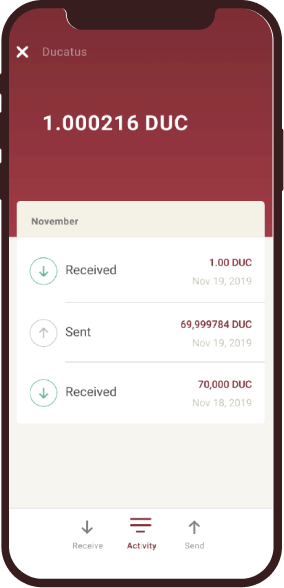 Ducatus
1.000216 DUC
November
Received
1.00 DUC
Nov 19, 2019
Sent
69,999784 DUC
Nov 19, 2019
Received
70,000 DUC
Nov 18, 2019
Receive
Activity
Send